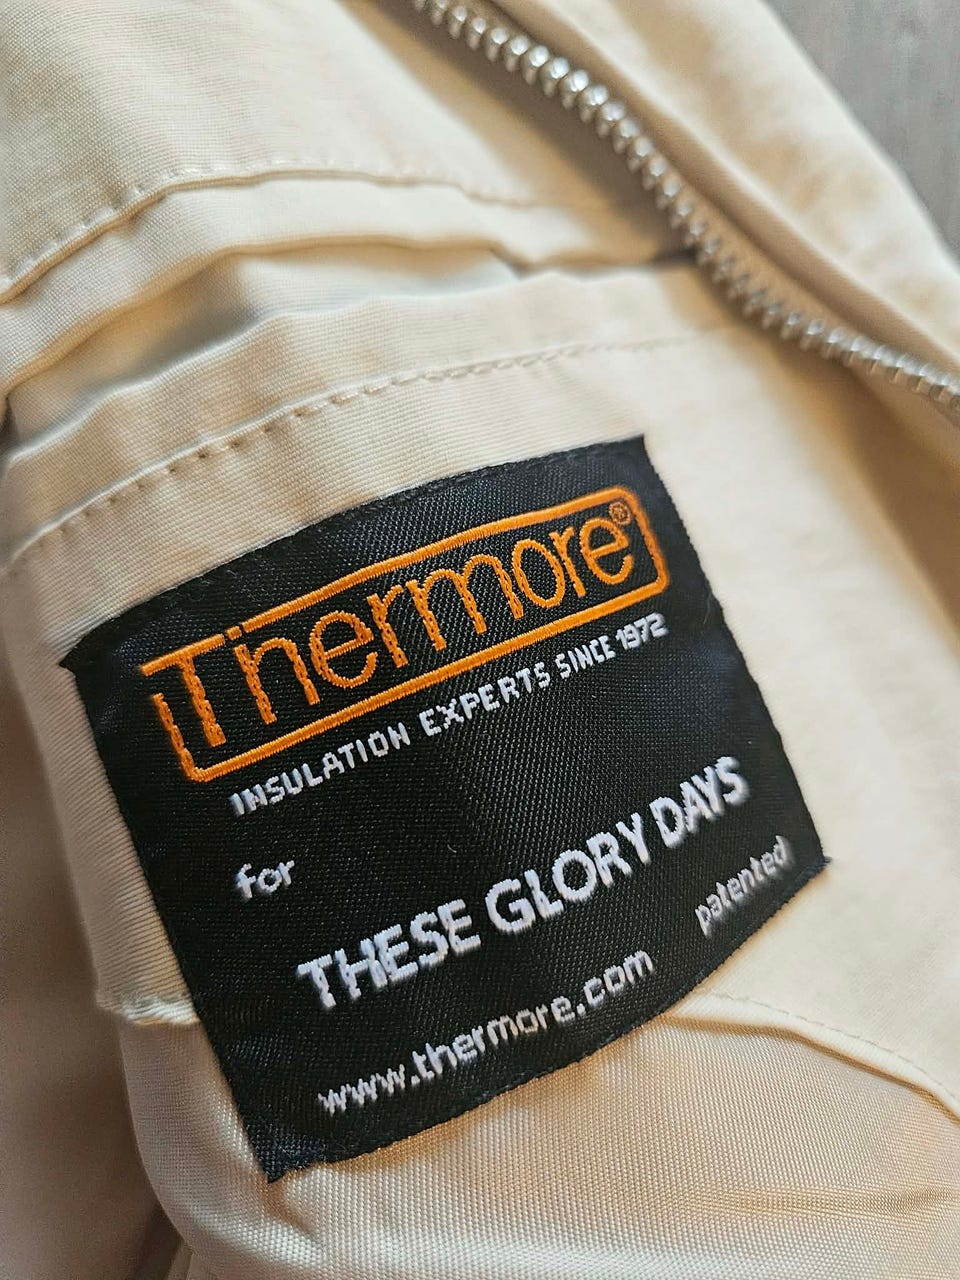 Thermore®
INSULATION EXPERTS SINCE 1972
for
THESE GLORY DAYS
patented
www.thermore.com